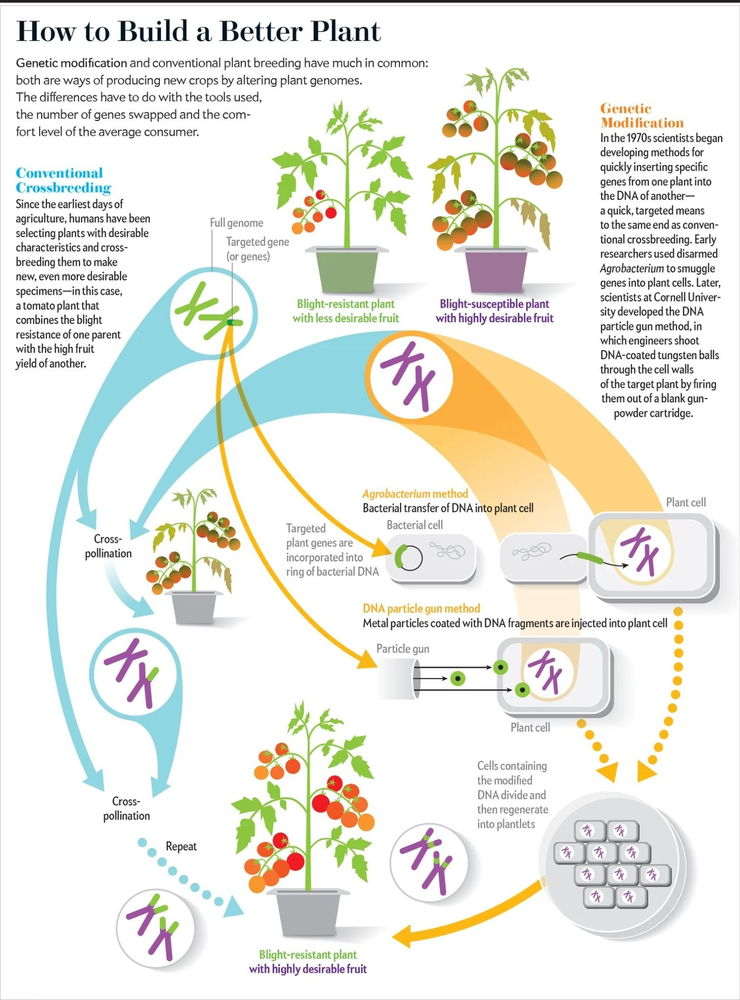 How to Build a Better Plant
Genetic modification and conventional plant breeding have much in common:
both are ways of producing new crops by altering plant genomes.
The differences have to do with the tools used,
the number of genes swapped and the com-
fort level of the average consumer.
Conventional
Crossbreeding
Since the earliest days of
agriculture, humans have been
selecting plants with desirable
characteristics and cross-
breeding them to make
new, even more desirable
specimens—in this case,
a tomato plant that
combines the blight
resistance of one parent
with the high fruit
yield of another.
Full genome
Targeted gene
(or genes)
Blight-resistant plant
with less desirable fruit
Blight-susceptible plant
with highly desirable fruit
Genetic
Modification
In the 1970s scientists began
developing methods for
quickly inserting specific
genes from one plant into
the DNA of another—
a quick, targeted means
to the same end as conven-
tional crossbreeding. Early
researchers used disarmed
Agrobacterium to smuggle
genes into plant cells. Later,
scientists at Cornell Univer-
sity developed the DNA
particle gun method, in
which engineers shoot
DNA-coated tungsten balls
through the cell walls
of the target plant by firing
them out of a blank gun-
powder cartridge.
Cross-
pollination
Agrobacterium method
Bacterial transfer of DNA into plant cell
Plant cell
Bacterial cell
Targeted
plant genes are
incorporated into
ring of bacterial DNA
DNA particle gun method
Metal particles coated with DNA fragments are injected into plant cell
Particle gun
Plant cell
Cells containing
the modified
DNA divide and
then regenerate
into plantlets
Cross-
pollination
Repeat
Blight-resistant plant
with highly desirable fruit